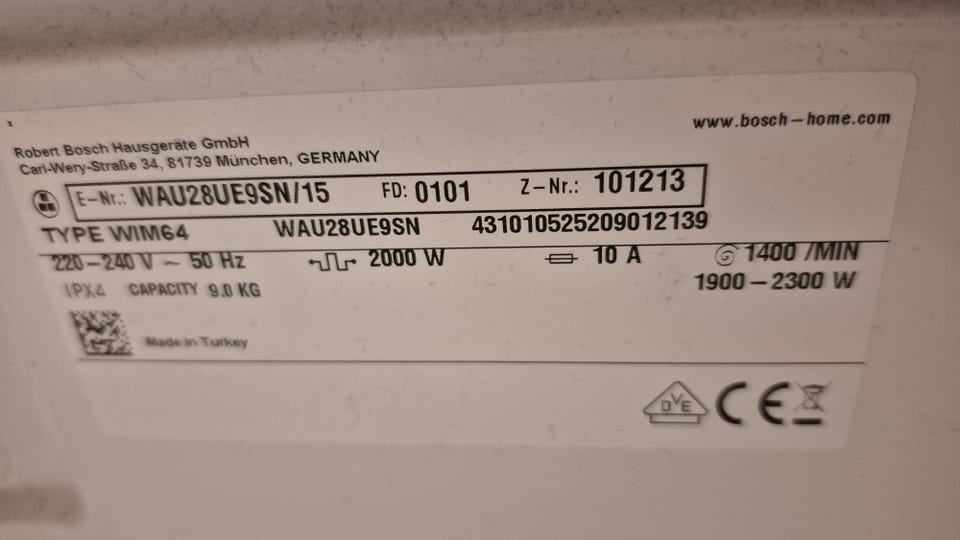 x
www.bosch-home.com
Robert Bosch Hausgeräte GmbH
Carl-Wery-Straße 34, 81739 München, GERMANY
E-Nr.: WAU28UE9SN/15 FD: 0101 Z-Nr.: 101213
TYPE WIM64 WAU28UE9SN 431010525209012139
220-240 V ~ 50 Hz 2000 W 10 A 1400 /MIN
IPX4 CAPACITY 9.0 KG 1900-2300 W
Made in Turkey
DVE CE